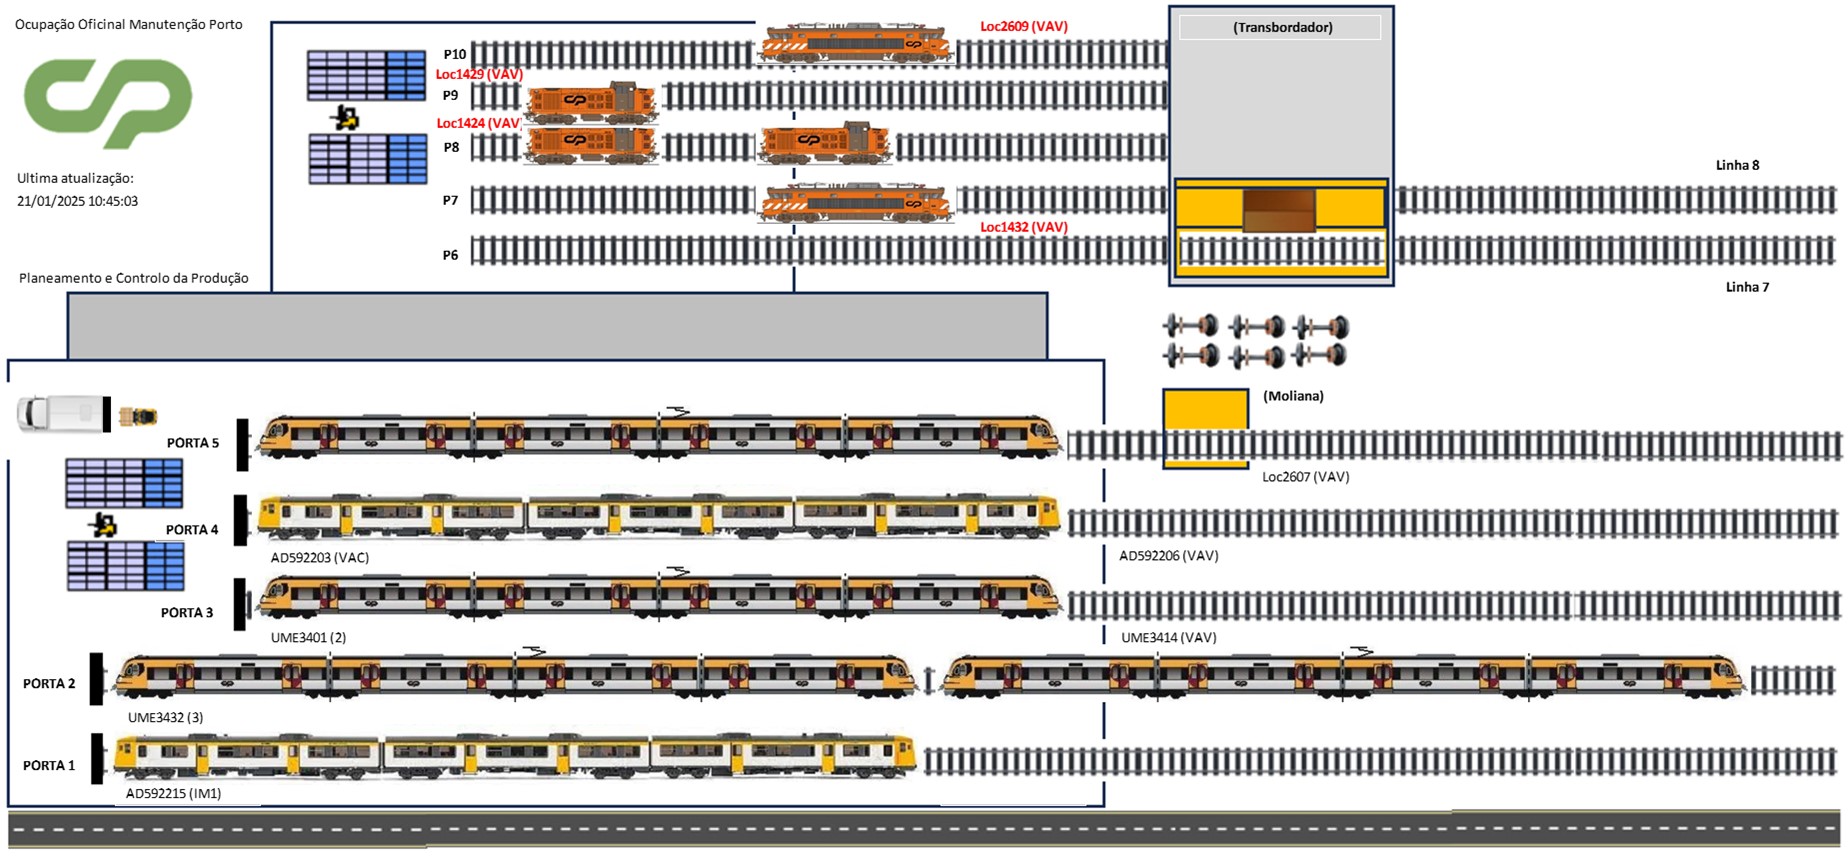 Ocupação Oficinal Manutenção Porto
Loc2609 (VAV)
(Transbordador)
P10
Loc1429 (VAV)
P9
Loc1424 (VAV)
P8
Linha 8
Ultima atualização:
21/01/2025 10:45:03
P7
Loc1432 (VAV)
P6
Planeamento e Controlo da Produção
Linha 7
(Moliana)
PORTA 5
Loc2607 (VAV)
PORTA 4
AD592203 (VAC)
AD592206 (VAV)
PORTA 3
UME3401 (2)
UME3414 (VAV)
PORTA 2
UME3432 (3)
PORTA 1
AD592215 (IM1)